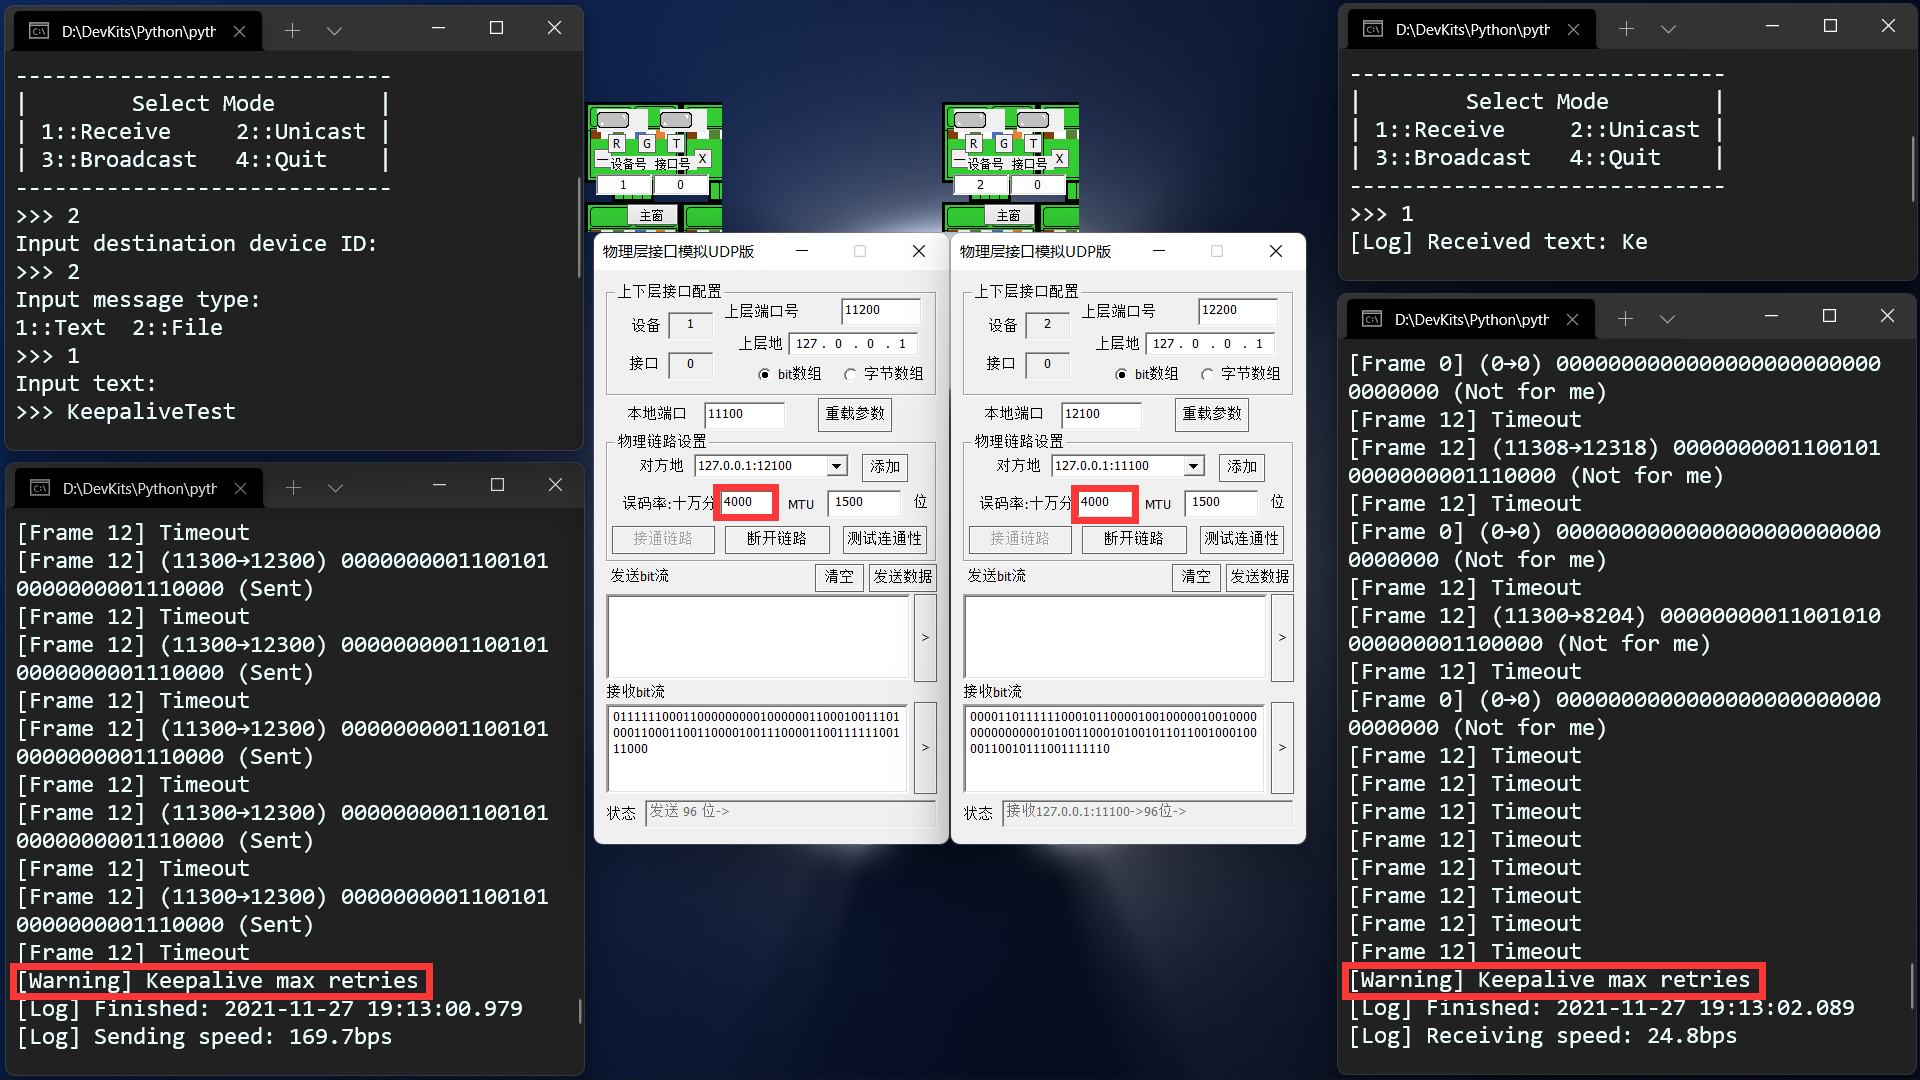 D:\DevKits\Python\pyth
-----------------------------
|        Select Mode        |
| 1::Receive     2::Unicast |
| 3::Broadcast   4::Quit    |
-----------------------------
>>> 2
Input destination device ID:
>>> 2
Input message type:
1::Text  2::File
>>> 1
Input text:
>>> KeepaliveTest
D:\DevKits\Python\pyth
[Frame 12] Timeout
[Frame 12] (11300→12300) 0000000001100101
0000000001110000 (Sent)
[Frame 12] Timeout
[Frame 12] (11300→12300) 0000000001100101
0000000001110000 (Sent)
[Frame 12] Timeout
[Frame 12] (11300→12300) 0000000001100101
0000000001110000 (Sent)
[Frame 12] Timeout
[Frame 12] (11300→12300) 0000000001100101
0000000001110000 (Sent)
[Frame 12] Timeout
[Frame 12] (11300→12300) 0000000001100101
0000000001110000 (Sent)
[Frame 12] Timeout
[Warning] Keepalive max retries
[Log] Finished: 2021-11-27 19:13:00.979
[Log] Sending speed: 169.7bps
R G T
一 设备号 接口号 X
1 0
主窗
物理层接口模拟UDP版
上下层接口配置
设备 1 上层端口号 11200
上层地 127 . 0 . 0 . 1
接口 0 bit数组 字节数组
本地端口 11100 重载参数
物理链路设置
对方地 127.0.0.1:12100 添加
误码率:十万分 4000 MTU 1500 位
接通链路 断开链路 测试连通性
发送bit流 清空 发送数据
>
接收bit流
0111111000110000000001000000110001001110100011000110011000010011100001100111111001
11000
>
状态 发送 96 位->
R G T
一 设备号 接口号 X
2 0
主窗
物理层接口模拟UDP版
上下层接口配置
设备 2 上层端口号 12200
上层地 127 . 0 . 0 . 1
接口 0 bit数组 字节数组
本地端口 12100 重载参数
物理链路设置
对方地 127.0.0.1:11100 添加
误码率:十万分 4000 MTU 1500 位
接通链路 断开链路 测试连通性
发送bit流 清空 发送数据
>
接收bit流
00001101111110001011000010010000010010000
00000000001010011000101001011011001000100
0001100101110011111110
>
状态 接收127.0.0.1:11100->96位->
D:\DevKits\Python\pyth
-----------------------------
|        Select Mode        |
| 1::Receive     2::Unicast |
| 3::Broadcast   4::Quit    |
-----------------------------
>>> 1
[Log] Received text: Ke
D:\DevKits\Python\pyth
[Frame 0] (0→0) 0000000000000000000000000
0000000 (Not for me)
[Frame 12] Timeout
[Frame 12] (11308→12318) 0000000001100101
0000000001110000 (Not for me)
[Frame 12] Timeout
[Frame 0] (0→0) 0000000000000000000000000
0000000 (Not for me)
[Frame 12] Timeout
[Frame 12] (11300→8204) 00000000011001010
000000001100000 (Not for me)
[Frame 12] Timeout
[Frame 0] (0→0) 0000000000000000000000000
0000000 (Not for me)
[Frame 12] Timeout
[Frame 12] Timeout
[Frame 12] Timeout
[Frame 12] Timeout
[Frame 12] Timeout
[Frame 12] Timeout
[Frame 12] Timeout
[Frame 12] Timeout
[Warning] Keepalive max retries
[Log] Finished: 2021-11-27 19:13:02.089
[Log] Receiving speed: 24.8bps